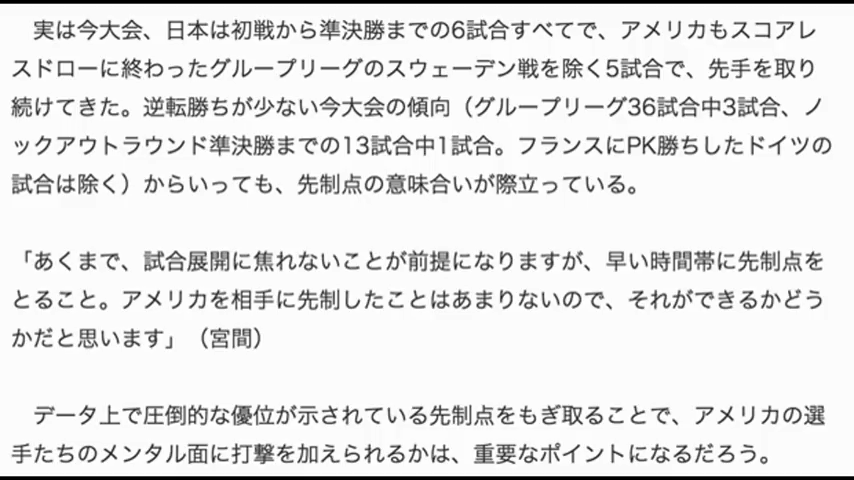 実は今大会、日本は初戦から準決勝までの6試合すべてで、アメリカもスコアレ
スドローに終わったグループリーグのスウェーデン戦を除く5試合で、先手を取り
続けてきた。逆転勝ちが少ない今大会の傾向（グループリーグ36試合中3試合、ノ
ックアウトラウンド準決勝までの13試合中1試合。フランスにPK勝ちしたドイツの
試合は除く）からいっても、先制点の意味合いが際立っている。
「あくまで、試合展開に焦れないことが前提になりますが、早い時間帯に先制点を
とること。アメリカを相手に先制したことはあまりないので、それができるかどう
かだと思います」（宮間）
データ上で圧倒的な優位が示されている先制点をもぎ取ることで、アメリカの選
手たちのメンタル面に打撃を加えられるかは、重要なポイントになるだろう。